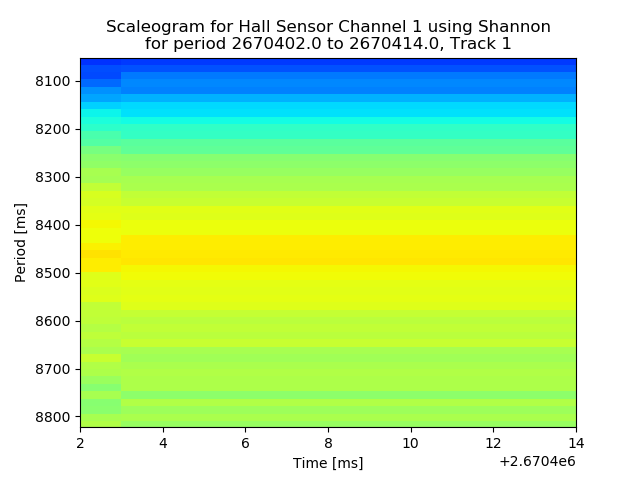 Scaleogram for Hall Sensor Channel 1 using Shannon
for period 2670402.0 to 2670414.0, Track 1
8100
8200
8300
8400
8500
8600
8700
8800
Period [ms]
2 4 6 8 10 12 14
Time [ms]
+2.6704e6